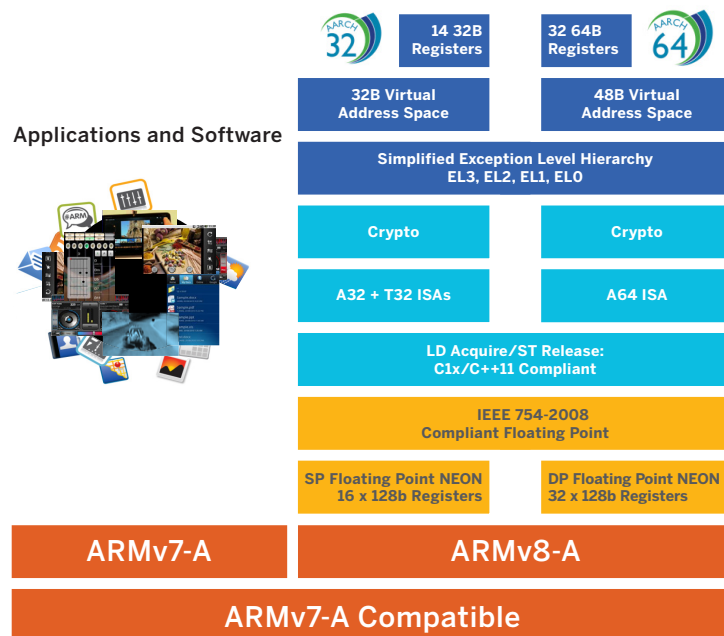 AARCH
32
14 32B
Registers
32 64B
Registers
AARCH
64
32B Virtual
Address Space
48B Virtual
Address Space
Applications and Software
Simplified Exception Level Hierarchy
EL3, EL2, EL1, EL0
#ARM
Crypto
Crypto
A32 + T32 ISAs
A64 ISA
LD Acquire/ST Release:
C1x/C++11 Compliant
IEEE 754-2008
Compliant Floating Point
SP Floating Point NEON
16 x 128b Registers
DP Floating Point NEON
32 x 128b Registers
ARMv7-A
ARMv8-A
ARMv7-A Compatible